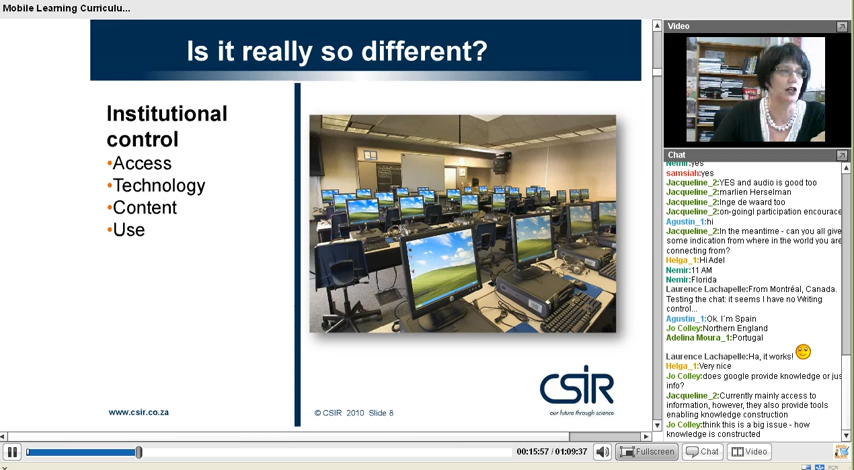 Mobile Learning Curriculu...
Is it really so different?
Institutional
control
•Access
•Technology
•Content
•Use
CSIR
our future through science
www.csir.co.za
© CSIR 2010 Slide 8
Video
Chat
Nemir:yes
samsiah:yes
Jacqueline_2:YES and audio is good too
Jacqueline_2:marlien Herselman
Jacqueline_2:Inge de waard too
Jacqueline_2:on-goingl participation encourace
Agustin_1:hi
Jacqueline_2:In the meantime - can you all give
some indication from where in the world you are
connecting from?
Helga_1:Hi Adel
Nemir:11 AM
Nemir:Florida
Laurence Lachapelle:From Montréal, Canada.
Testing the chat: it seems I have no Writing
control...
Agustin_1:Ok. I´m Spain
Jo Colley:Northern England
Adelina Moura_1:Portugal
Laurence Lachapelle:Ha, it works!
Helga_1:Very nice
Jo Colley:does google provide knowledge or jus
info?
Jacqueline_2:Currently mainly access to
information, however, they also provide tools
enabling knowledge construction
Jo Colley:think this is a big issue - how
knowledge is constructed
00:15:57 / 01:09:37
Fullscreen
Chat
Video